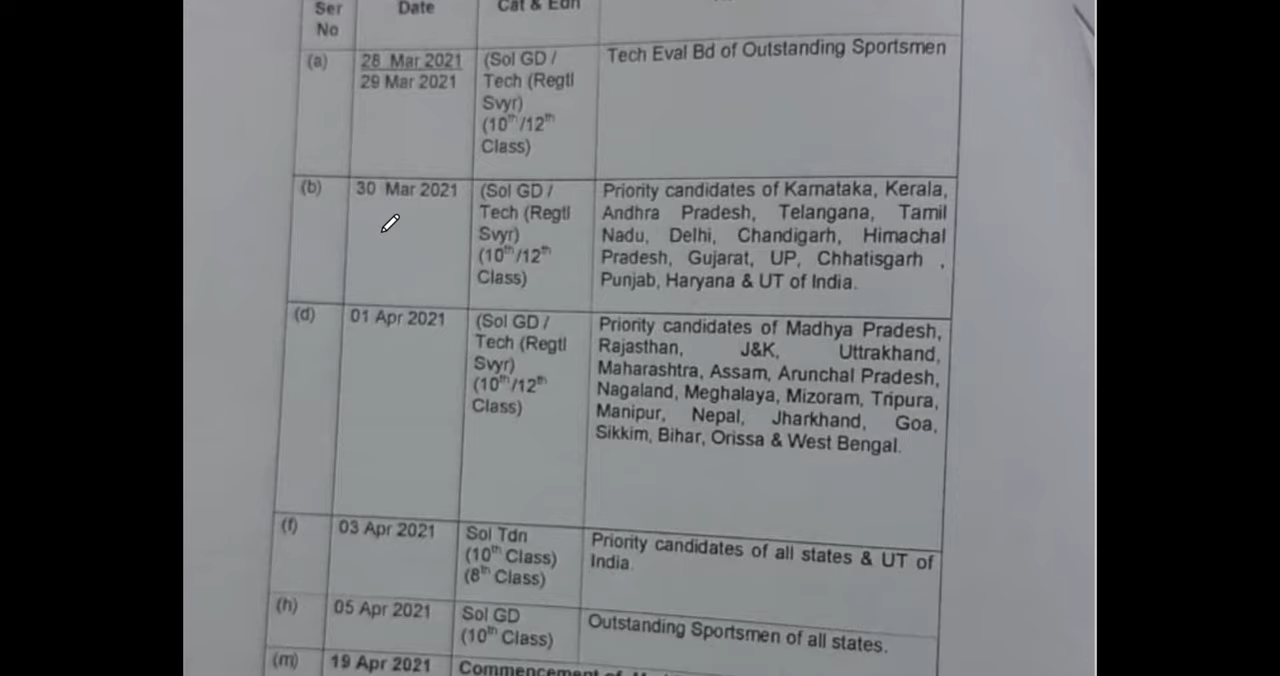 Ser
No
Date
Cat & Edn
(a)
28 Mar 2021
29 Mar 2021
(Sol GD /
Tech (Regtl
Svyr)
(10th/12th
Class)
Tech Eval Bd of Outstanding Sportsmen
(b)
30 Mar 2021
(Sol GD /
Tech (Regtl
Svyr)
(10th/12th
Class)
Priority candidates of Karnataka, Kerala,
Andhra Pradesh, Telangana, Tamil
Nadu, Delhi, Chandigarh, Himachal
Pradesh, Gujarat, UP, Chhatisgarh ,
Punjab, Haryana & UT of India.
(d)
01 Apr 2021
(Sol GD /
Tech (Regtl
Svyr)
(10th/12th
Class)
Priority candidates of Madhya Pradesh,
Rajasthan, J&K, Uttrakhand,
Maharashtra, Assam, Arunchal Pradesh,
Nagaland, Meghalaya, Mizoram, Tripura,
Manipur, Nepal, Jharkhand, Goa,
Sikkim, Bihar, Orissa & West Bengal.
(f)
03 Apr 2021
Sol Tdn
(10th Class)
(8th Class)
Priority candidates of all states & UT of
India.
(h)
05 Apr 2021
Sol GD
(10th Class)
Outstanding Sportsmen of all states.
(m)
19 Apr 2021
Commencement of